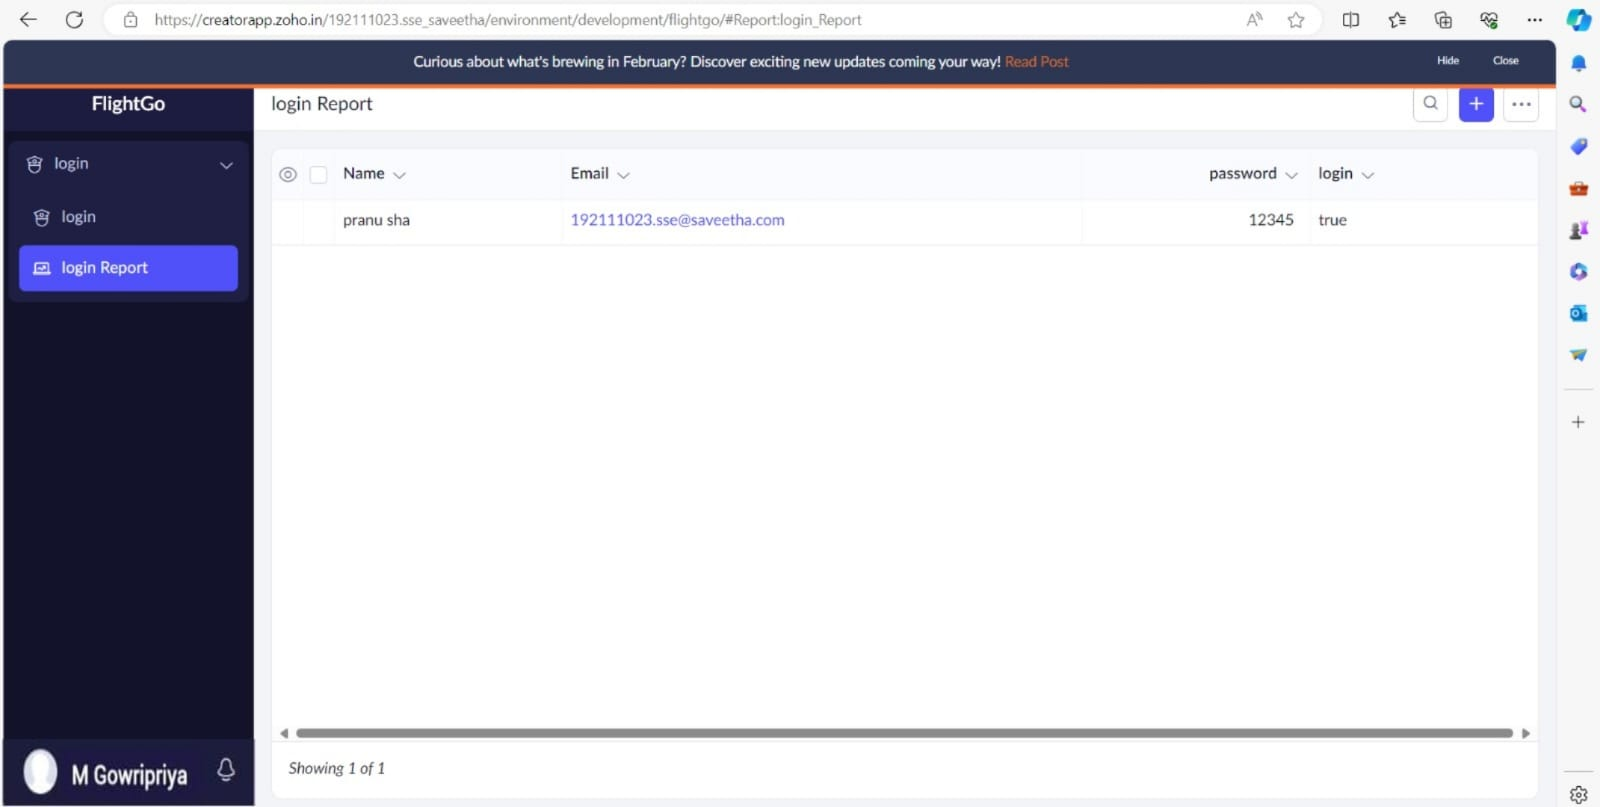 https://creatorapp.zoho.in/192111023.sse_saveetha/environment/development/flightgo/#Report:login_Report
Curious about what's brewing in February? Discover exciting new updates coming your way! Read Post
Hide
Close
FlightGo
login Report
login
login
login Report
Name
Email
password
login
pranu sha
192111023.sse@saveetha.com
12345
true
Showing 1 of 1
M Gowripriya